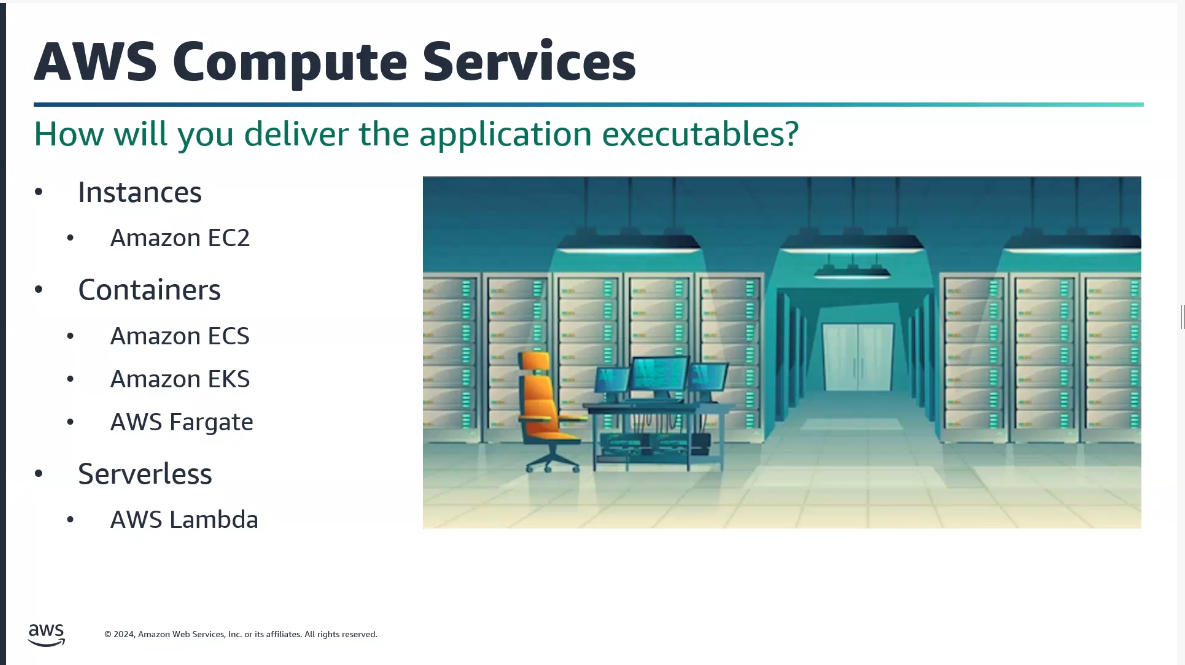 AWS Compute Services
How will you deliver the application executables?
• Instances
• Amazon EC2
• Containers
• Amazon ECS
• Amazon EKS
• AWS Fargate
• Serverless
• AWS Lambda
aws
© 2024, Amazon Web Services, Inc. or its affiliates. All rights reserved.